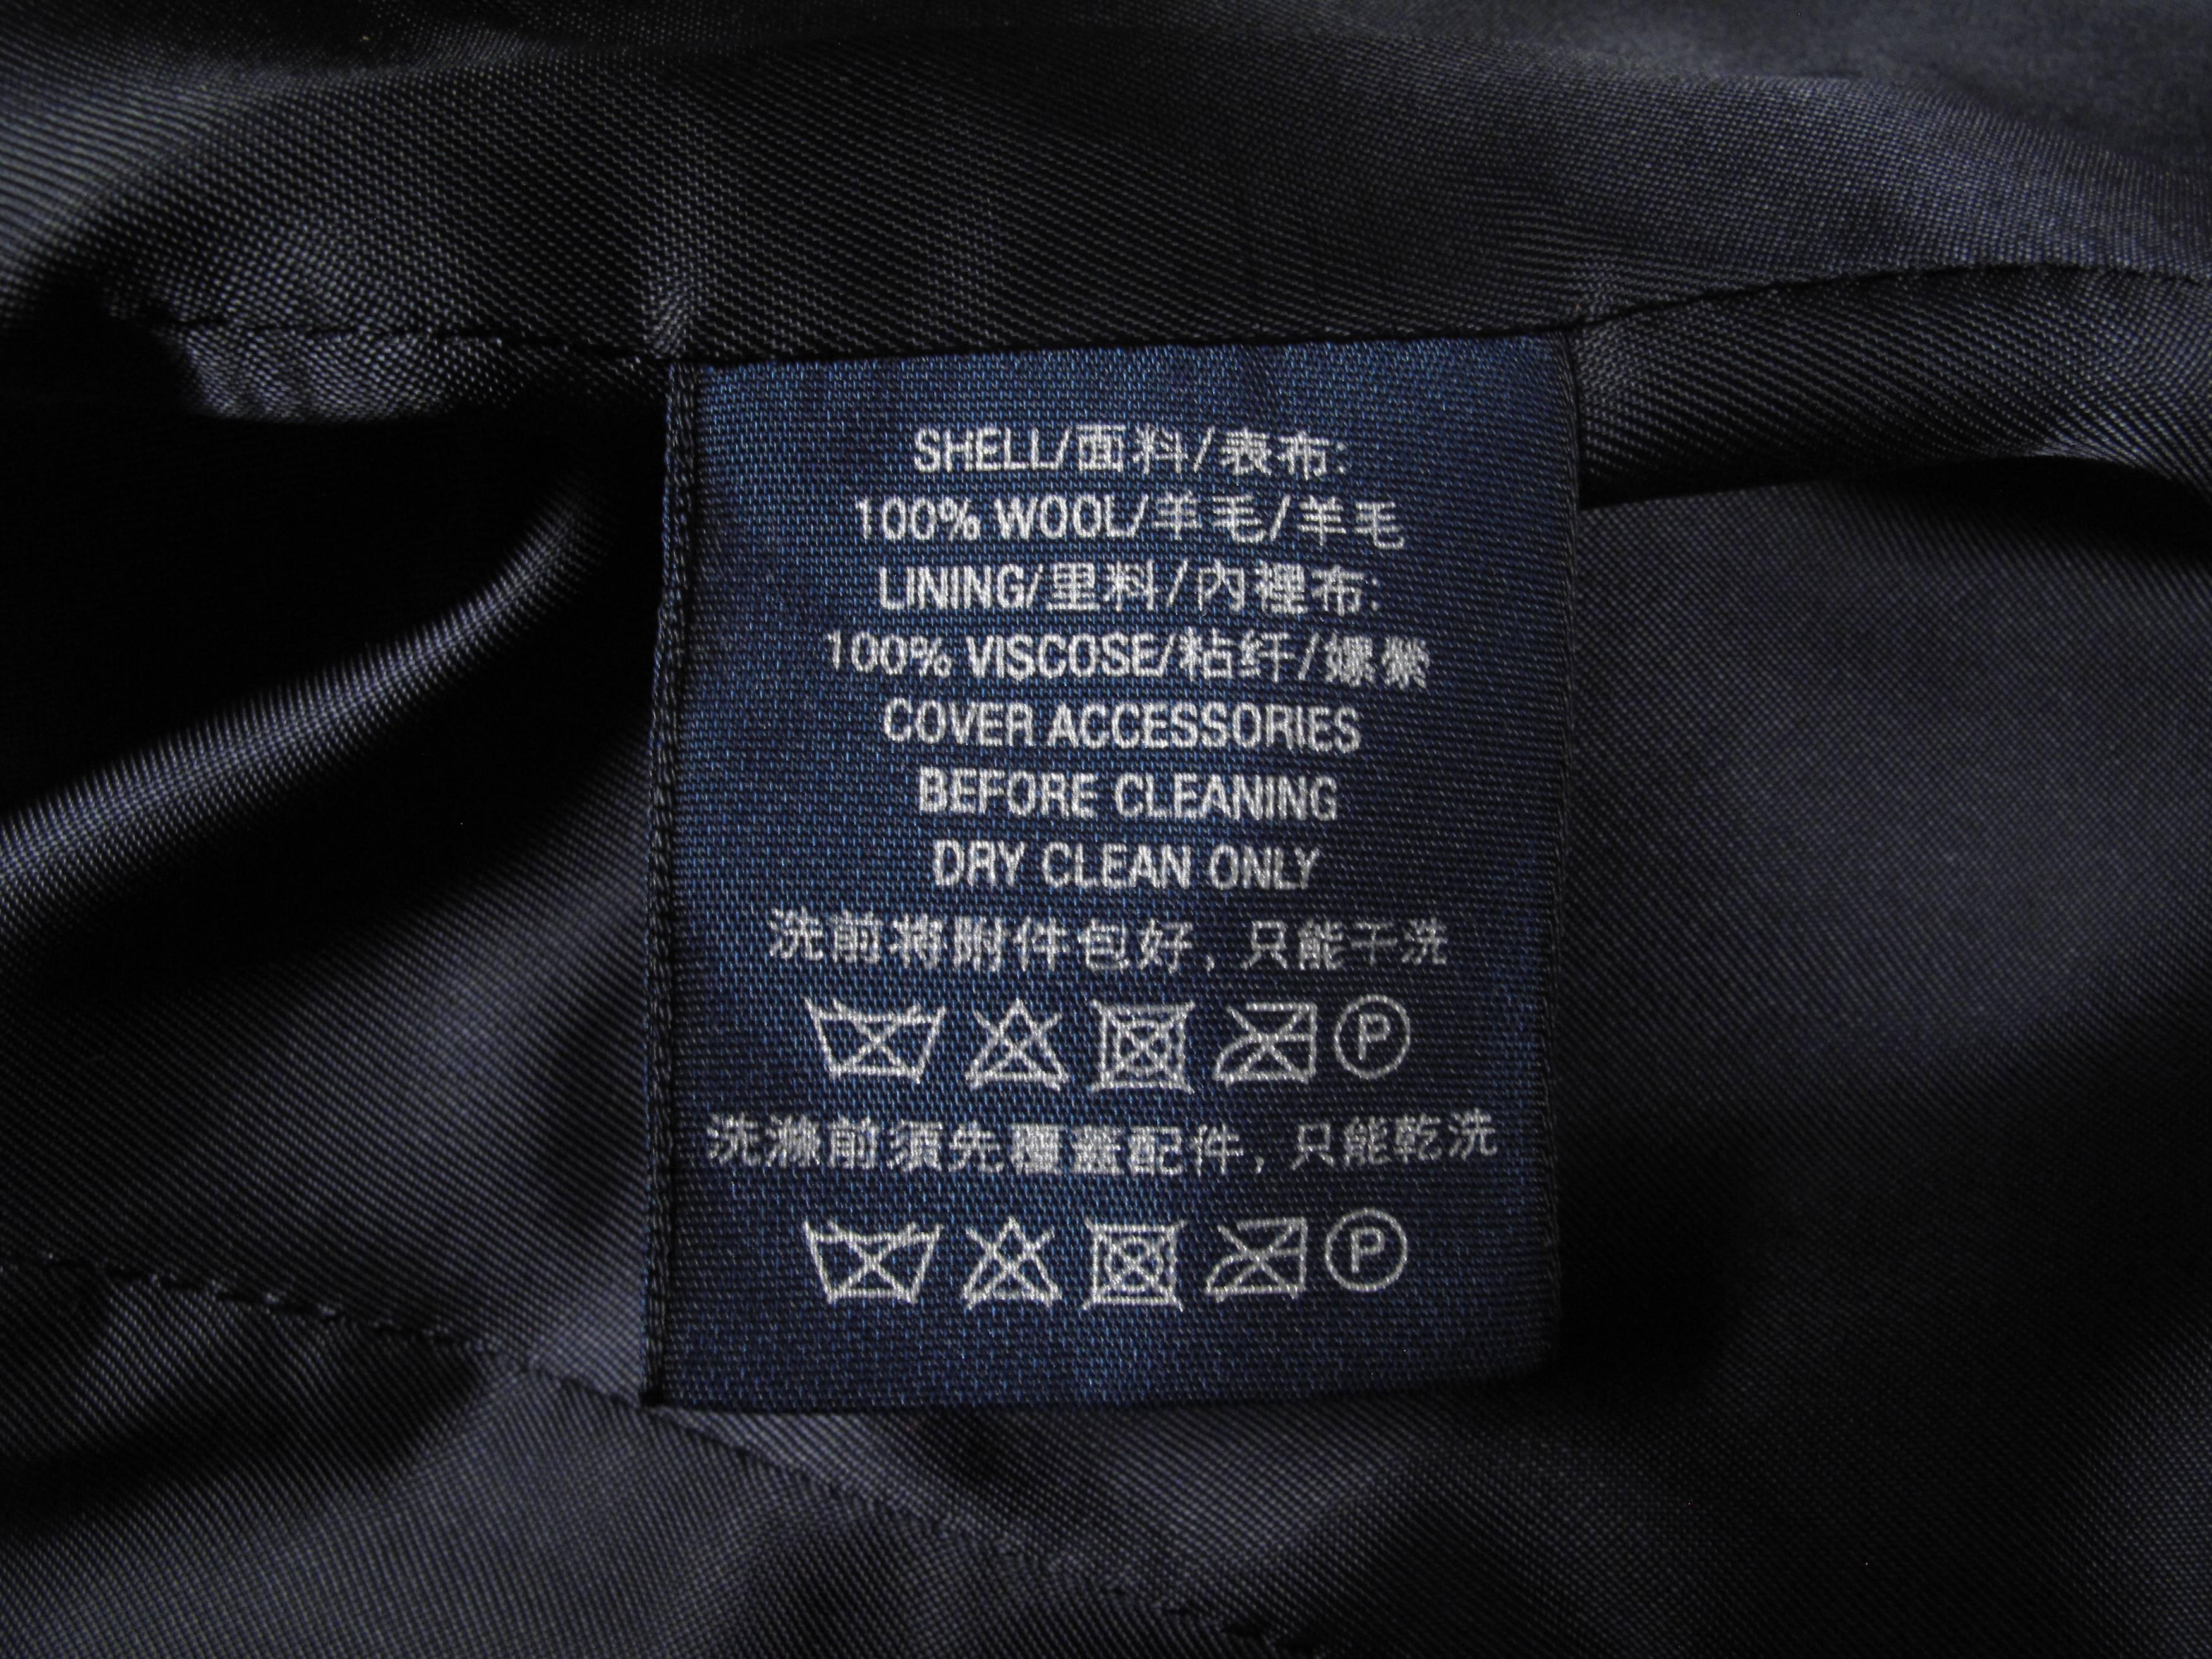 SHELL/面料/表布:
100% WOOL/羊毛/羊毛
LINING/里料/內裡布:
100% VISCOSE/粘纤/嫘縈
COVER ACCESSORIES
BEFORE CLEANING
DRY CLEAN ONLY
洗前将附件包好, 只能干洗
P
洗滌前須先覆蓋配件, 只能乾洗
P